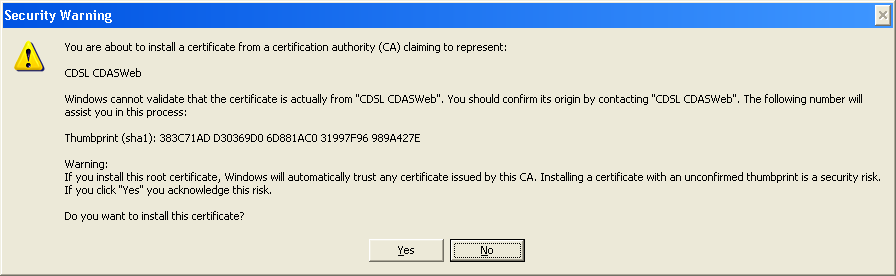 Security Warning
You are about to install a certificate from a certification authority (CA) claiming to represent:
CDSL CDASWeb
Windows cannot validate that the certificate is actually from "CDSL CDASWeb". You should confirm its origin by contacting "CDSL CDASWeb". The following number will
assist you in this process:
Thumbprint (sha1): 383C71AD D30369D0 6D881AC0 31997F96 989A427E
Warning:
If you install this root certificate, Windows will automatically trust any certificate issued by this CA. Installing a certificate with an unconfirmed thumbprint is a security risk.
If you click "Yes" you acknowledge this risk.
Do you want to install this certificate?
Yes No